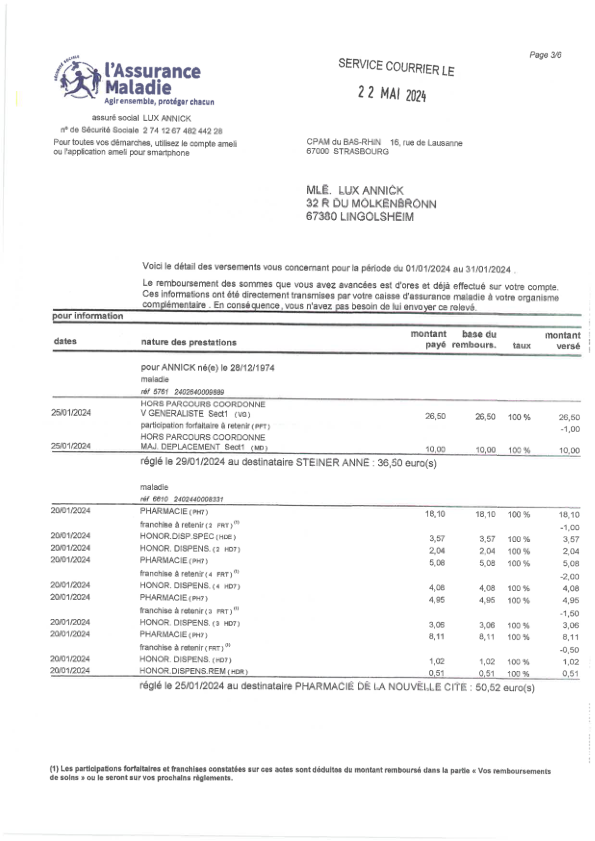 Page 3/6
l'Assurance
Maladie
Agir ensemble, protéger chacun
SERVICE COURRIER LE
22 MAI 2024
assuré social LUX ANNICK
n° de Sécurité Sociale 2 74 12 67 482 442 28
Pour toutes vos démarches, utilisez le compte ameli
ou l'application ameli pour smartphone
CPAM du BAS-RHIN 16, rue de Lausanne
67000 STRASBOURG
MLE. LUX ANNICK
32 R DU MOLKENBRONN
67380 LINGOLSHEIM
Voici le détail des versements vous concernant pour la période du 01/01/2024 au 31/01/2024 .
Le remboursement des sommes que vous avez avancées est d'ores et déjà effectué sur votre compte.
Ces informations ont été directement transmises par votre caisse d'assurance maladie à votre organisme
complémentaire . En conséquence, vous n'avez pas besoin de lui envoyer ce relevé.
pour information
dates nature des prestations montant payé base du rembours. taux montant versé
pour ANNICK né(e) le 28/12/1974
maladie
réf 5761 2402640009889
HORS PARCOURS COORDONNE
25/01/2024 V GENERALISTE Sect1 (VG) 26,50 26,50 100 % 26,50
participation forfaitaire à retenir (PFT) -1,00
HORS PARCOURS COORDONNE
25/01/2024 MAJ. DEPLACEMENT Sect1 (MD) 10,00 10,00 100 % 10,00
réglé le 29/01/2024 au destinataire STEINER ANNE : 36,50 euro(s)
maladie
réf 6610 2402440008331
20/01/2024 PHARMACIE (PH7) 18,10 18,10 100 % 18,10
franchise à retenir (2 FRT) (1) -1,00
20/01/2024 HONOR.DISP.SPEC (HDE) 3,57 3,57 100 % 3,57
20/01/2024 HONOR. DISPENS. (2 HD7) 2,04 2,04 100 % 2,04
20/01/2024 PHARMACIE (PH7) 5,08 5,08 100 % 5,08
franchise à retenir (4 FRT) (1) -2,00
20/01/2024 HONOR. DISPENS. (4 HD7) 4,08 4,08 100 % 4,08
20/01/2024 PHARMACIE (PH7) 4,95 4,95 100 % 4,95
franchise à retenir (3 FRT) (1) -1,50
20/01/2024 HONOR. DISPENS. (3 HD7) 3,06 3,06 100 % 3,06
20/01/2024 PHARMACIE (PH7) 8,11 8,11 100 % 8,11
franchise à retenir (FRT) (1) -0,50
20/01/2024 HONOR. DISPENS. (HD7) 1,02 1,02 100 % 1,02
20/01/2024 HONOR.DISPENS.REM (HDR) 0,51 0,51 100 % 0,51
réglé le 25/01/2024 au destinataire PHARMACIE DE LA NOUVELLE CITE : 50,52 euro(s)
(1) Les participations forfaitaires et franchises constatées sur ces actes sont déduites du montant remboursé dans la partie « Vos remboursements
de soins » ou le seront sur vos prochains règlements.